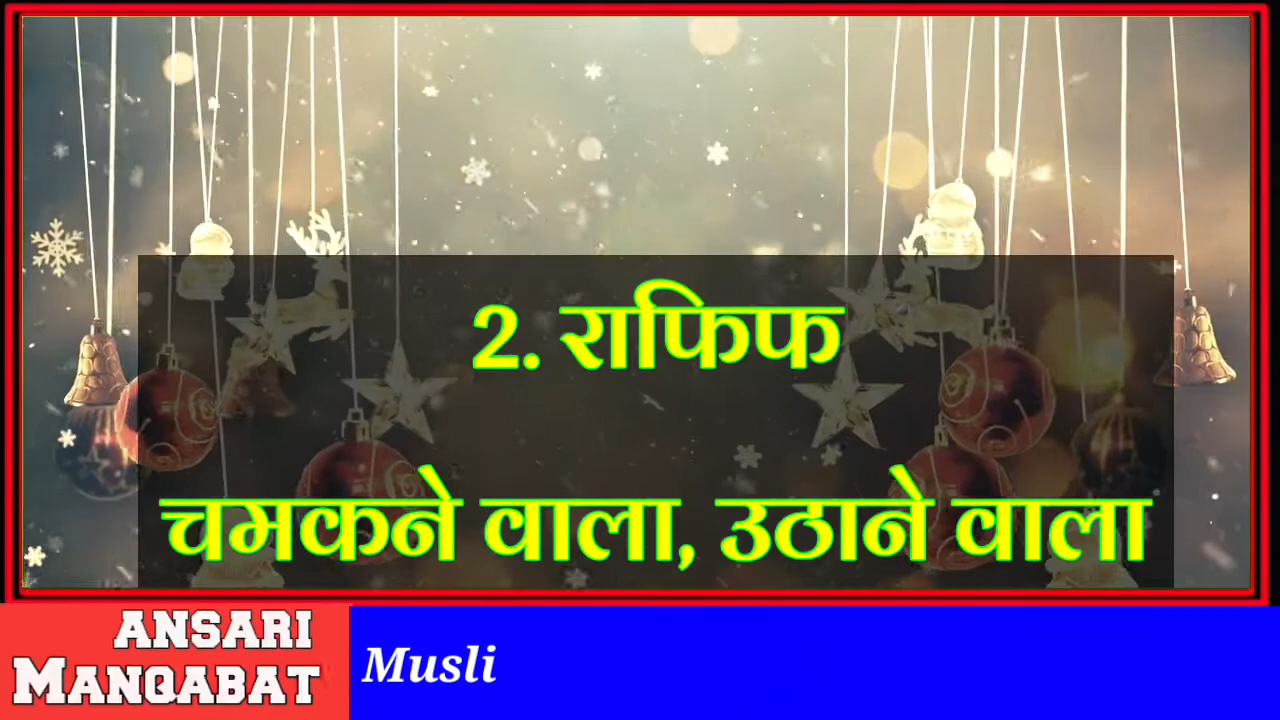 2. राफिफ
चमकने वाला, उठाने वाला
ANSARI
MANQABAT
Musli